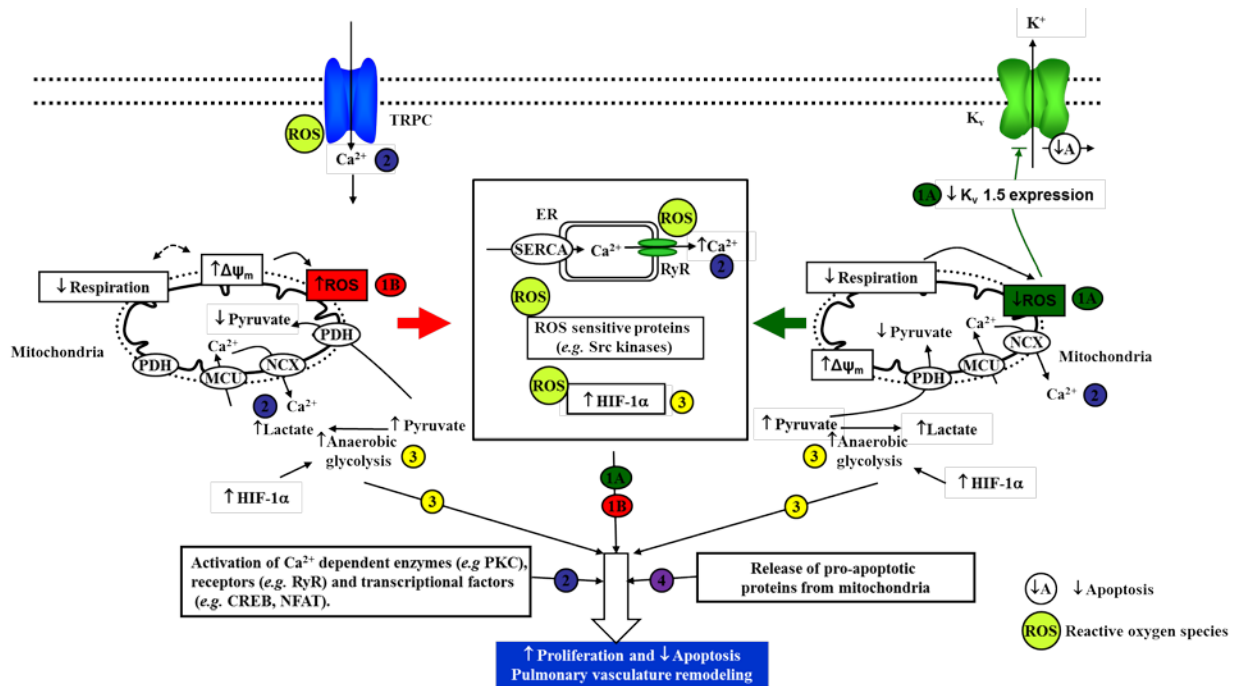 K⁺
TRPC
ROS
Ca²⁺
2
Kᵥ
↓A
1A
↓ Kᵥ 1.5 expression
ER
ROS
SERCA
Ca²⁺
↑Ca²⁺
RyR
2
ROS
ROS sensitive proteins
(e.g. Src kinases)
ROS
↑ HIF-1α
3
↓ Respiration
↑Δψₘ
↑ROS
1B
↓ Pyruvate
PDH
Mitochondria
Ca²⁺
PDH
MCU
NCX
Ca²⁺
2
↑Lactate
↑ Pyruvate
↑Anaerobic
glycolysis
3
↑ HIF-1α
3
↓ Respiration
↓ROS
1A
↓ Pyruvate
Ca²⁺
NCX
Mitochondria
↑Δψₘ
PDH
MCU
Ca²⁺
2
↑ Pyruvate
↑Lactate
↑Anaerobic
glycolysis
3
↑ HIF-1α
3
1A
1B
Activation of Ca²⁺ dependent enzymes (e.g PKC),
receptors (e.g. RyR) and transcriptional factors
(e.g. CREB, NFAT).
2
4
Release of pro-apoptotic
proteins from mitochondria
↑ Proliferation and ↓ Apoptosis
Pulmonary vasculature remodeling
↓A ↓ Apoptosis
ROS Reactive oxygen species